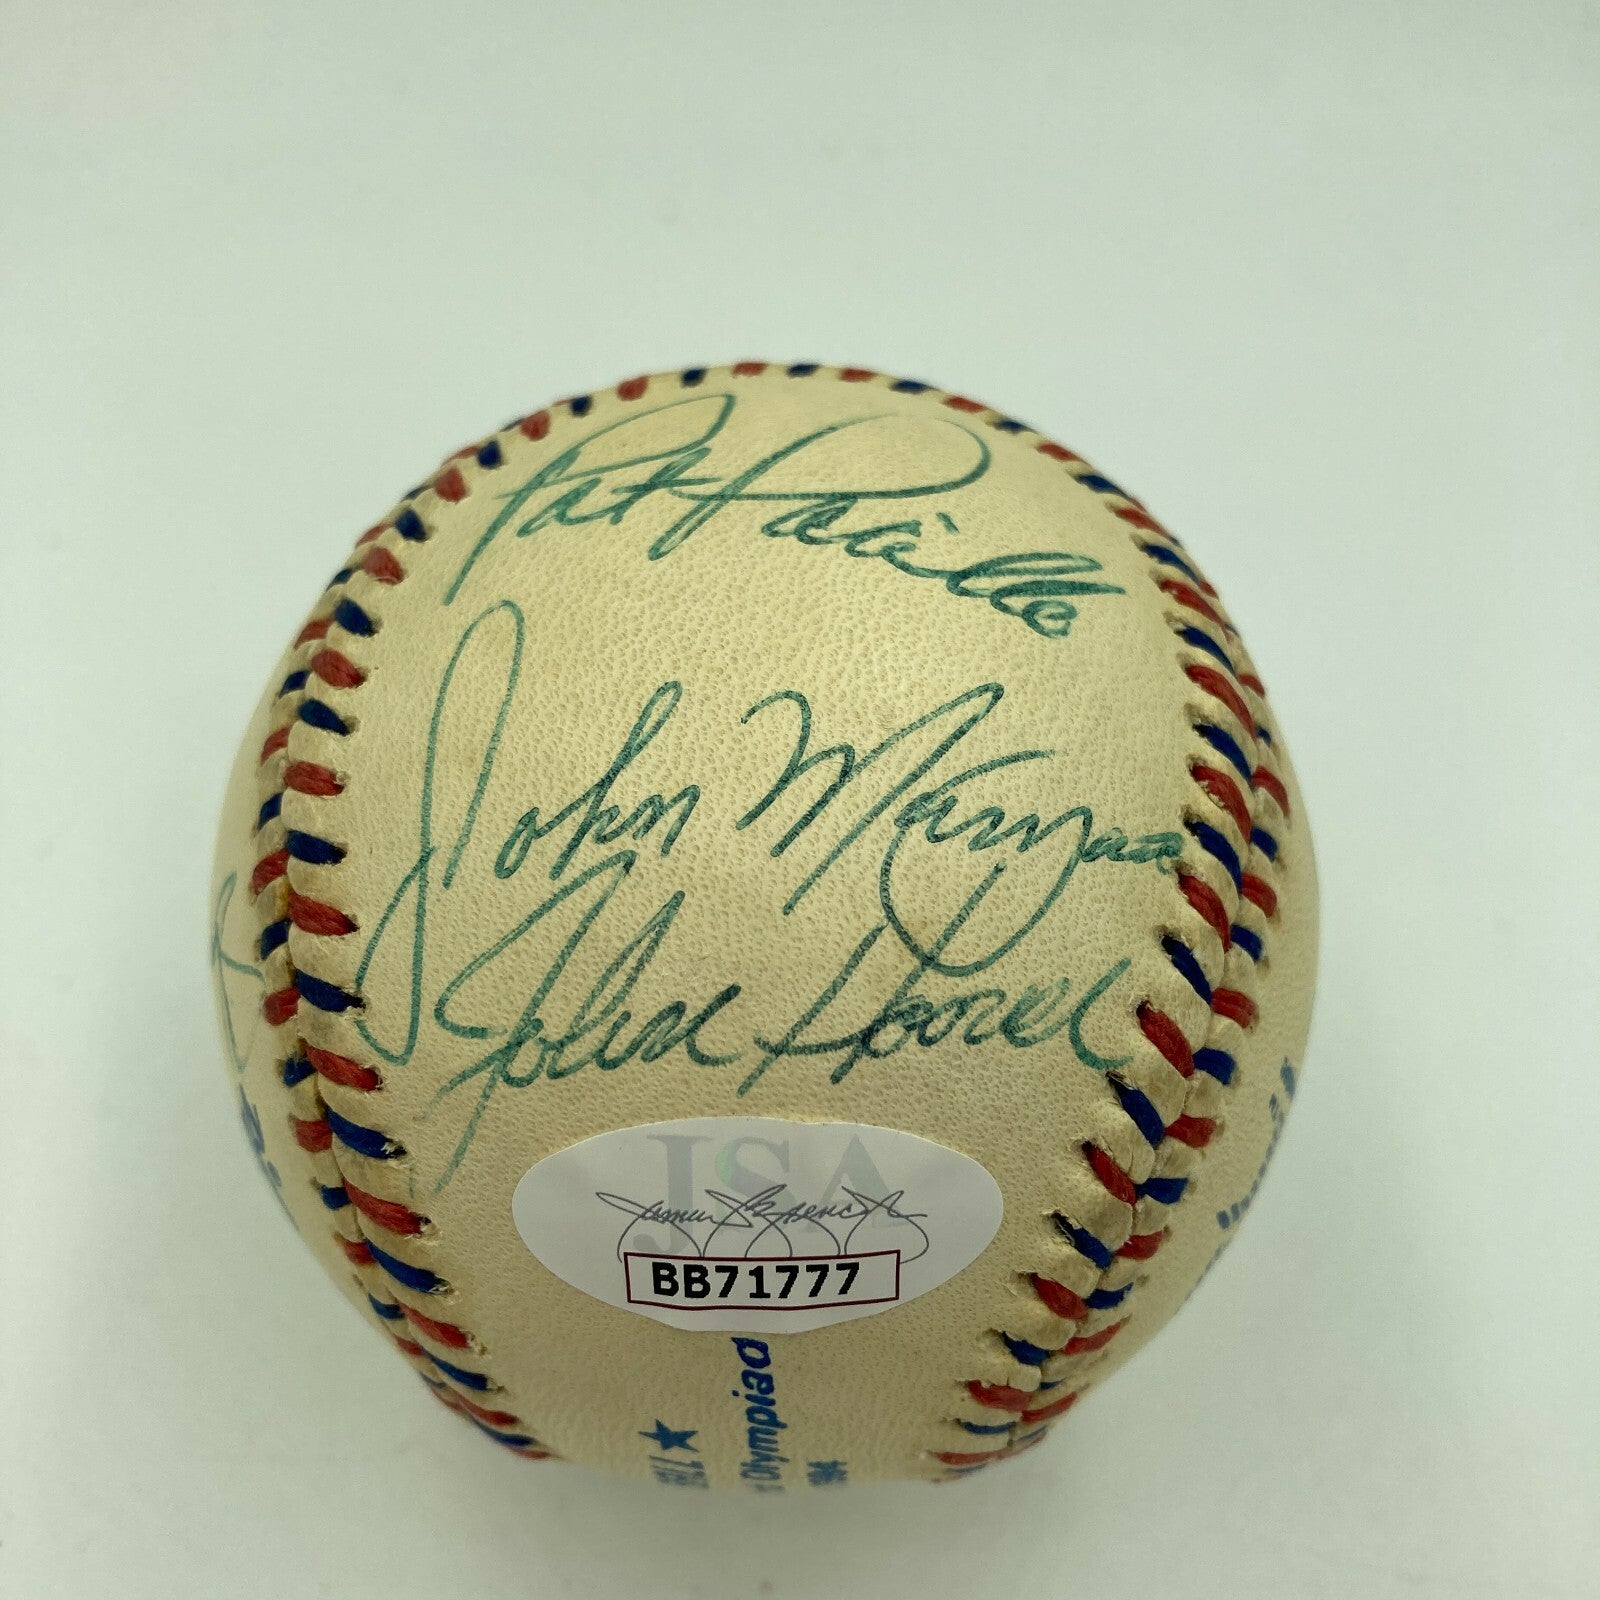 Pat Pacillo
John Marzano
John Hoover
JSA
BB71777
Olympiad